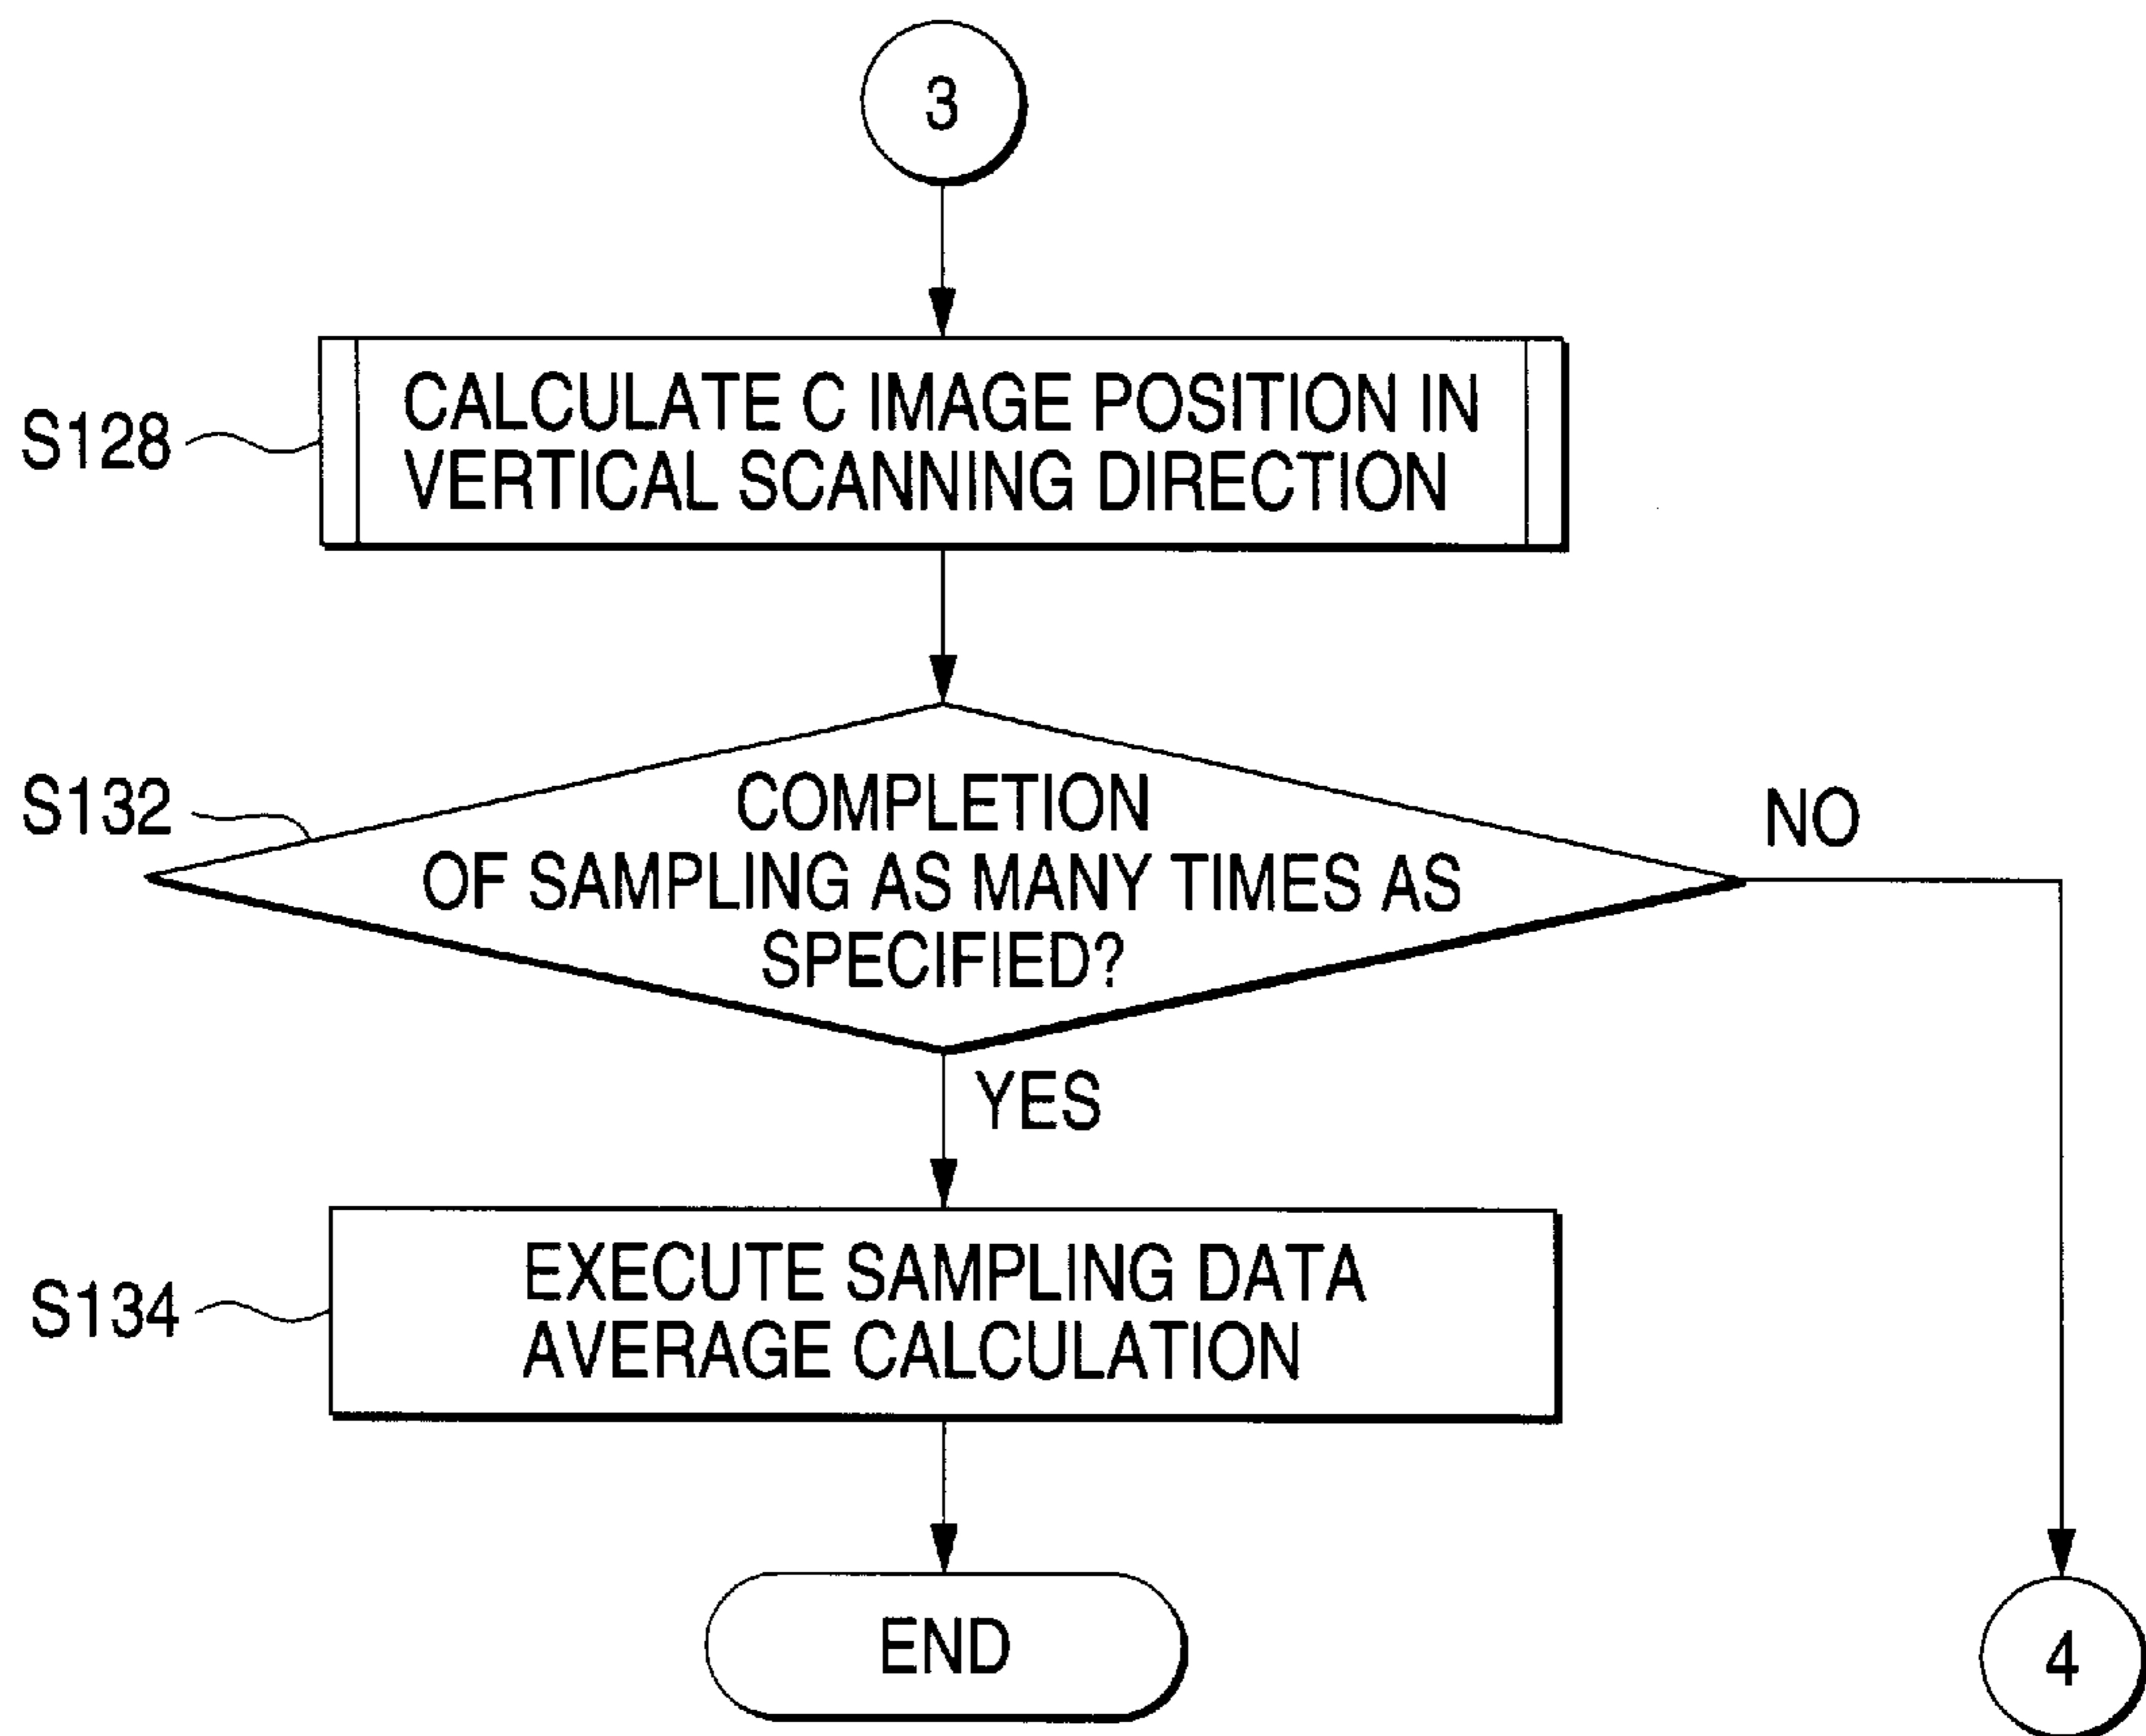 3
S128
CALCULATE C IMAGE POSITION IN
VERTICAL SCANNING DIRECTION
S132
COMPLETION
OF SAMPLING AS MANY TIMES AS
SPECIFIED?
NO
YES
S134
EXECUTE SAMPLING DATA
AVERAGE CALCULATION
END
4